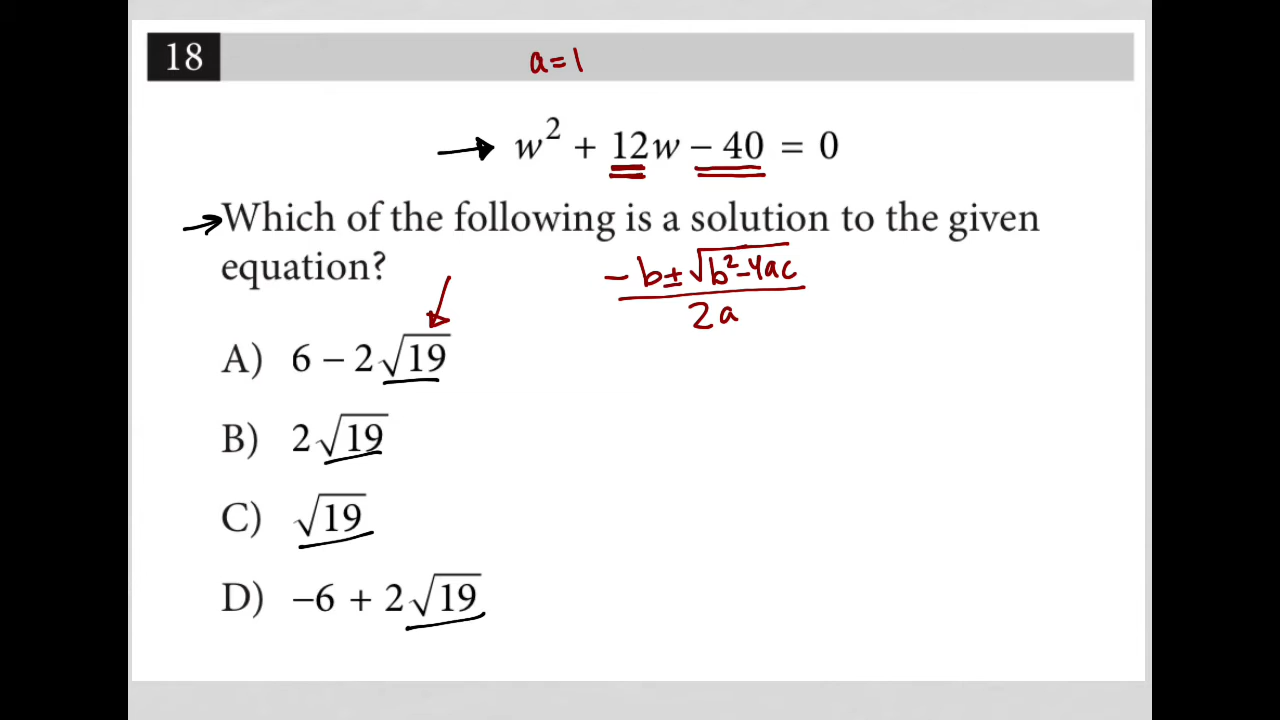 18
a=1
w² + 12w − 40 = 0
Which of the following is a solution to the given
equation?
−b±√b²−4ac
2a
A) 6 − 2√19
B) 2√19
C) √19
D) −6 + 2√19